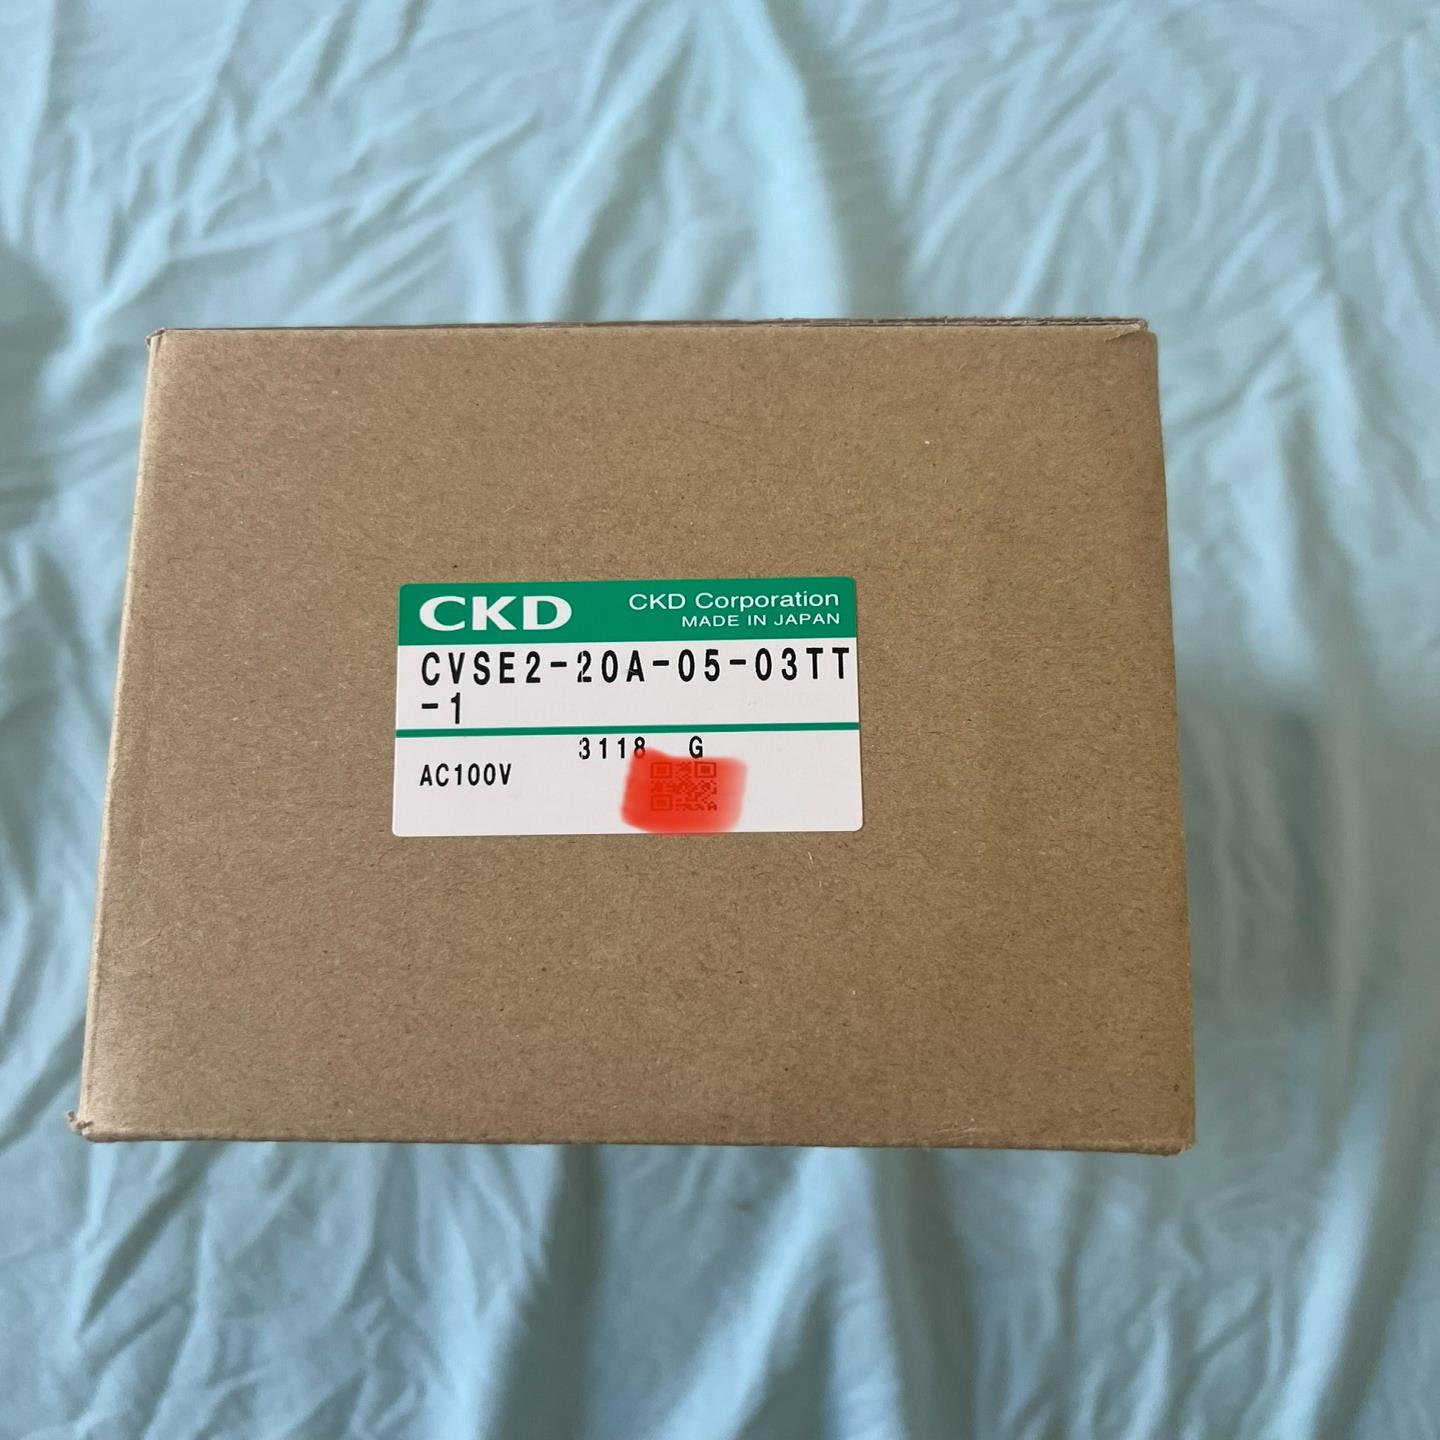 CKD CKD Corporation
MADE IN JAPAN
CVSE2-20A-05-03TT
-1
3118 G
AC100V